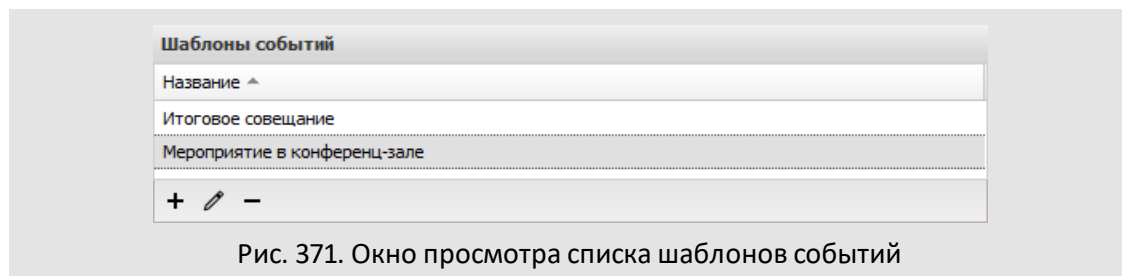 Шаблоны событий
Название
Итоговое совещание
Мероприятие в конференц-зале
Рис. 371. Окно просмотра списка шаблонов событий